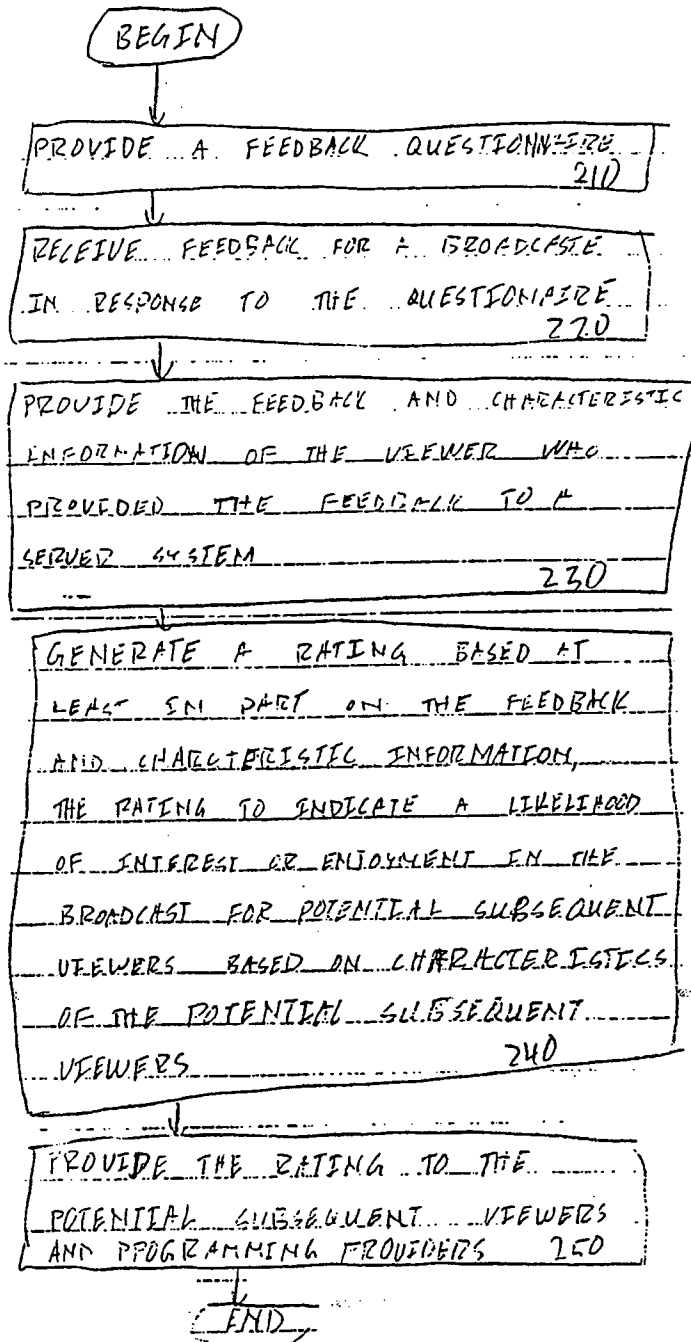 BEGIN
PROVIDE A FEEDBACK QUESTIONNAIRE
210
RECEIVE FEEDBACK FOR A BROADCASTE
IN RESPONSE TO THE QUESTIONAIRE
220
PROVIDE THE FEEDBACK AND CHARACTERISTIC
INFORMATION OF THE VIEWER WHO
PROVIDED THE FEEDBACK TO A
SERVER SYSTEM
230
GENERATE A RATING BASED AT
LEAST IN PART ON THE FEEDBACK
AND CHARCTERISTIC INFORMATION,
THE RATING TO INDICATE A LIKELIHOOD
OF INTEREST OR ENJOYMENT IN THE
BROADCAST FOR POTENTIAL SUBSEQUENT
VIEWERS BASED ON CHARACTERISTICS
OF THE POTENTIAL SUBSEQUENT
VIEWERS 240
PROVIDE THE RATING TO THE
POTENTIAL SUBSEQUENT VIEWERS
AND PROGRAMMING PROVIDERS 250
END